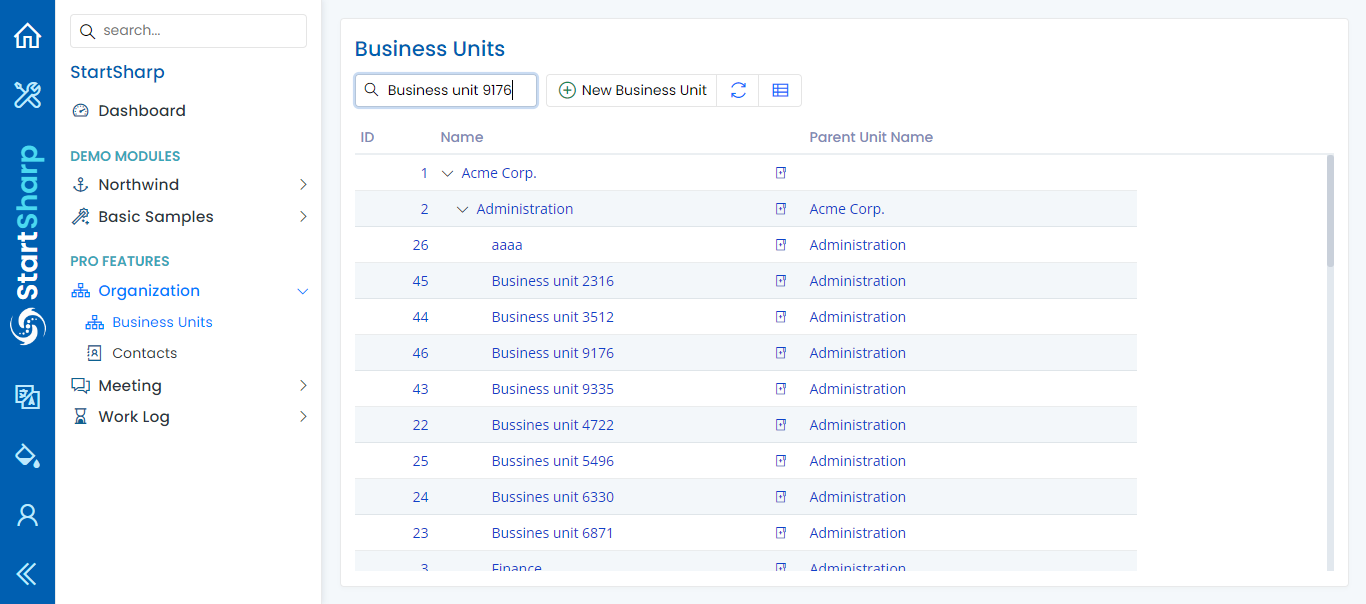 search...
StartSharp
Dashboard
DEMO MODULES
Northwind
Basic Samples
PRO FEATURES
Organization
Business Units
Contacts
Meeting
Work Log
StartSharp
Business Units
Business unit 9176
New Business Unit
ID Name Parent Unit Name
1 Acme Corp.
2 Administration Acme Corp.
26 aaaa Administration
45 Business unit 2316 Administration
44 Business unit 3512 Administration
46 Business unit 9176 Administration
43 Business unit 9335 Administration
22 Bussines unit 4722 Administration
25 Bussines unit 5496 Administration
24 Bussines unit 6330 Administration
23 Bussines unit 6871 Administration
3 Finance Administration